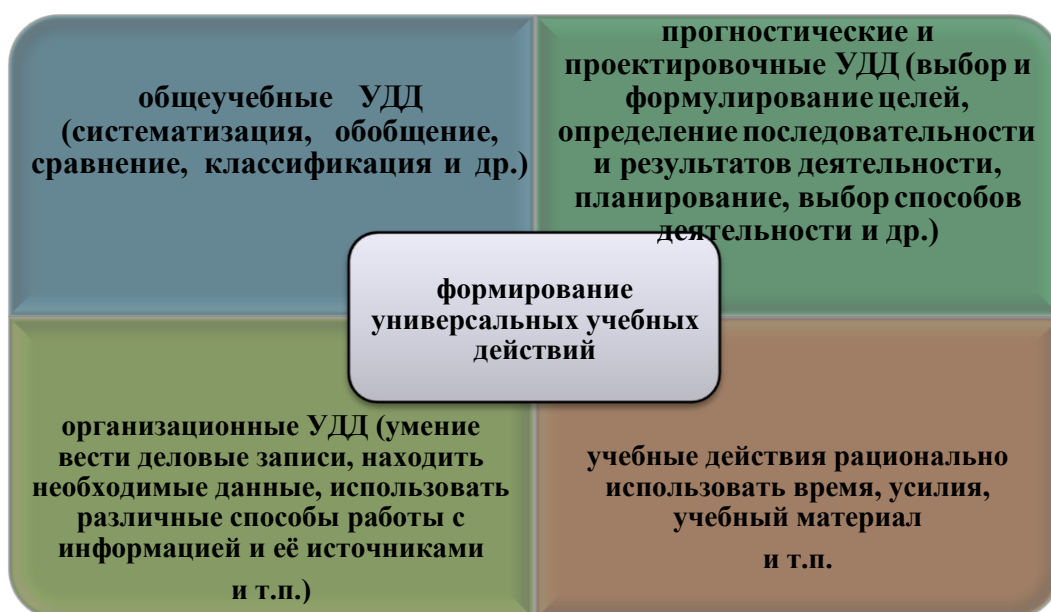 общеучебные УДД
(систематизация, обобщение,
сравнение, классификация и др.)
прогностические и
проектировочные УДД (выбор и
формулирование целей,
определение последовательности
и результатов деятельности,
планирование, выбор способов
деятельности и др.)
формирование
универсальных учебных
действий
организационные УДД (умение
вести деловые записи, находить
необходимые данные, использовать
различные способы работы с
информацией и её источниками
и т.п.)
учебные действия рационально
использовать время, усилия,
учебный материал
и т.п.